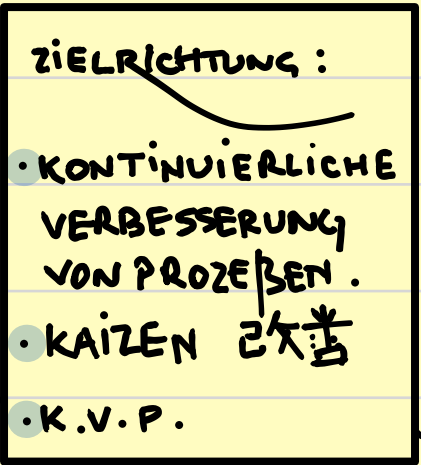 ZIELRICHTUNG :
• KONTINUIERLICHE
VERBESSERUNG
VON PROZEßEN .
• KAIZEN 改善
• K.V.P.